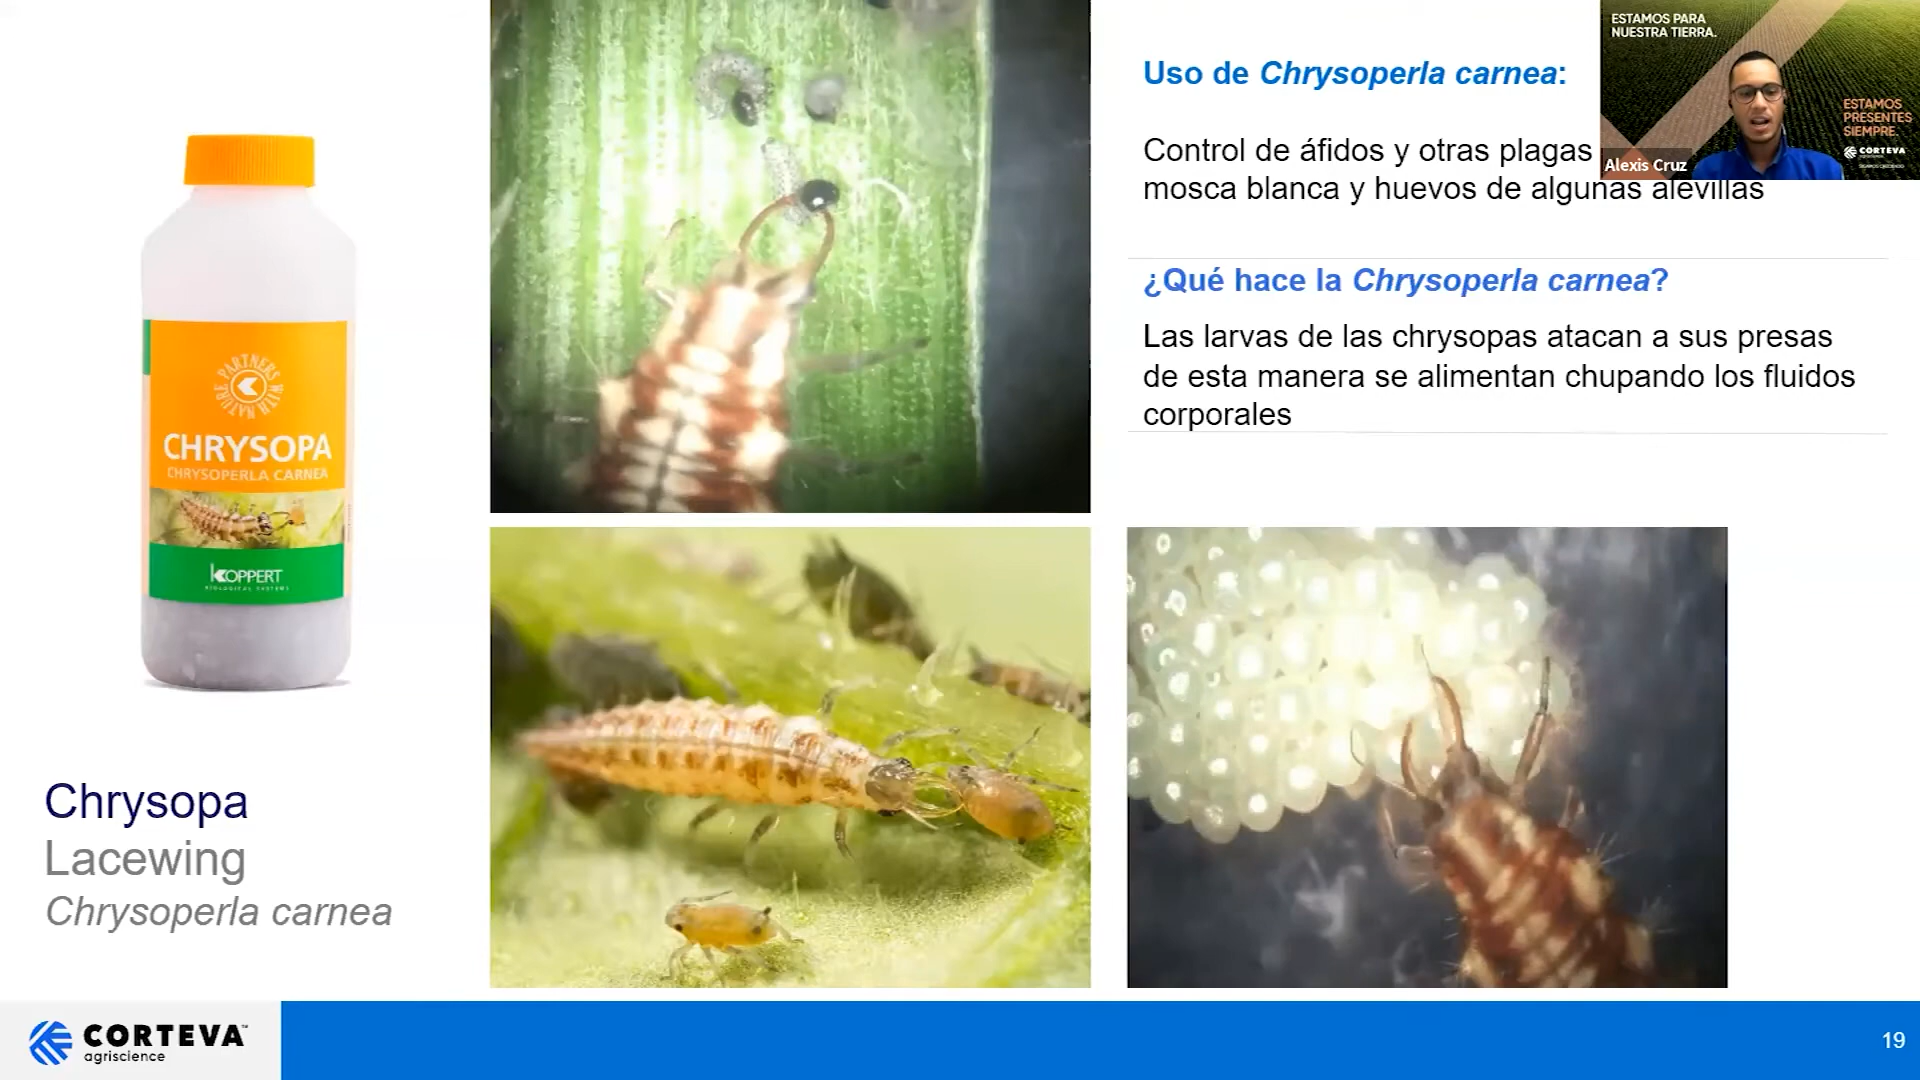 PARTNERS WITH NATURE
CHRYSOPA
CHRYSOPERLA CARNEA
KOPPERT
BIOLOGICAL SYSTEMS
Chrysopa
Lacewing
Chrysoperla carnea
Uso de Chrysoperla carnea:
Control de áfidos y otras plagas
mosca blanca y huevos de algunas alevillas
¿Qué hace la Chrysoperla carnea?
Las larvas de las chrysopas atacan a sus presas
de esta manera se alimentan chupando los fluidos
corporales
ESTAMOS PARA
NUESTRA TIERRA.
ESTAMOS
PRESENTES
SIEMPRE.
CORTEVA
Alexis Cruz
CORTEVA™
agriscience
19